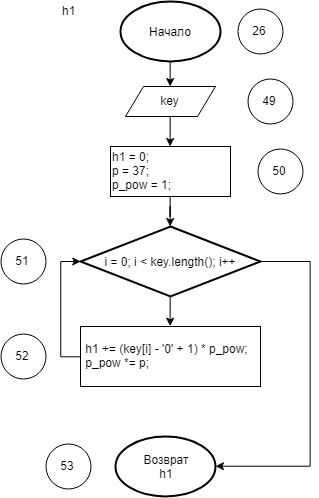 h1
Начало
26
key
49
h1 = 0;
p = 37;
p_pow = 1;
50
51
i = 0; i < key.length(); i++
52
h1 += (key[i] - '0' + 1) * p_pow;
p_pow *= p;
53
Возврат
h1